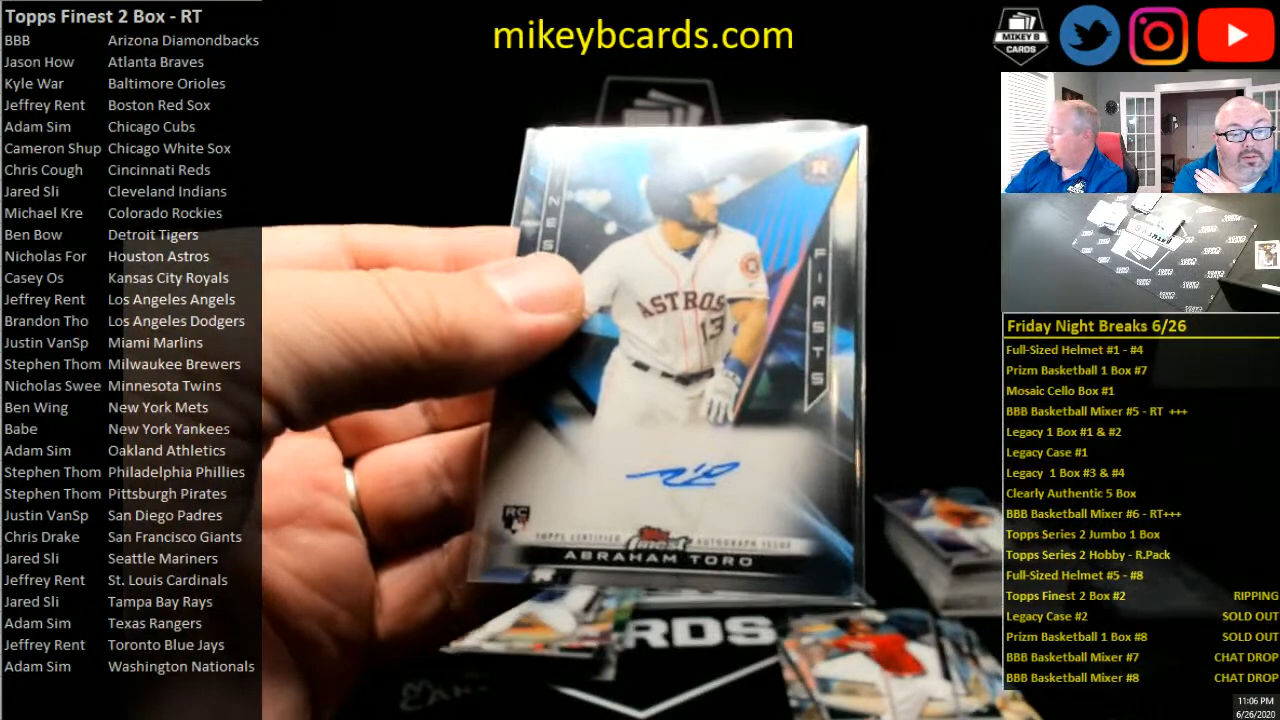 Topps Finest 2 Box - RT
BBB Arizona Diamondbacks
Jason How Atlanta Braves
Kyle War Baltimore Orioles
Jeffrey Rent Boston Red Sox
Adam Sim Chicago Cubs
Cameron Shup Chicago White Sox
Chris Cough Cincinnati Reds
Jared Sli Cleveland Indians
Michael Kre Colorado Rockies
Ben Bow Detroit Tigers
Nicholas For Houston Astros
Casey Os Kansas City Royals
Jeffrey Rent Los Angeles Angels
Brandon Tho Los Angeles Dodgers
Justin VanSp Miami Marlins
Stephen Thom Milwaukee Brewers
Nicholas Swee Minnesota Twins
Ben Wing New York Mets
Babe New York Yankees
Adam Sim Oakland Athletics
Stephen Thom Philadelphia Phillies
Stephen Thom Pittsburgh Pirates
Justin VanSp San Diego Padres
Chris Drake San Francisco Giants
Jared Sli Seattle Mariners
Jeffrey Rent St. Louis Cardinals
Jared Sli Tampa Bay Rays
Adam Sim Texas Rangers
Jeffrey Rent Toronto Blue Jays
Adam Sim Washington Nationals
mikeybcards.com
NES
FIRSTS
ASTROS
13
RC
TOPPS CERTIFIED AUTOGRAPH ISSUE
Topps finest
ABRAHAM TORO
CARDS
MIKEY B
CARDS
Friday Night Breaks 6/26
Full-Sized Helmet #1 - #4
Prizm Basketball 1 Box #7
Mosaic Cello Box #1
BBB Basketball Mixer #5 - RT +++
Legacy 1 Box #1 & #2
Legacy Case #1
Legacy 1 Box #3 & #4
Clearly Authentic 5 Box
BBB Basketball Mixer #6 - RT+++
Topps Series 2 Jumbo 1 Box
Topps Series 2 Hobby - R.Pack
Full-Sized Helmet #5 - #8
Topps Finest 2 Box #2 RIPPING
Legacy Case #2 SOLD OUT
Prizm Basketball 1 Box #8 SOLD OUT
BBB Basketball Mixer #7 CHAT DROP
BBB Basketball Mixer #8 CHAT DROP
11:06 PM
6/26/2020